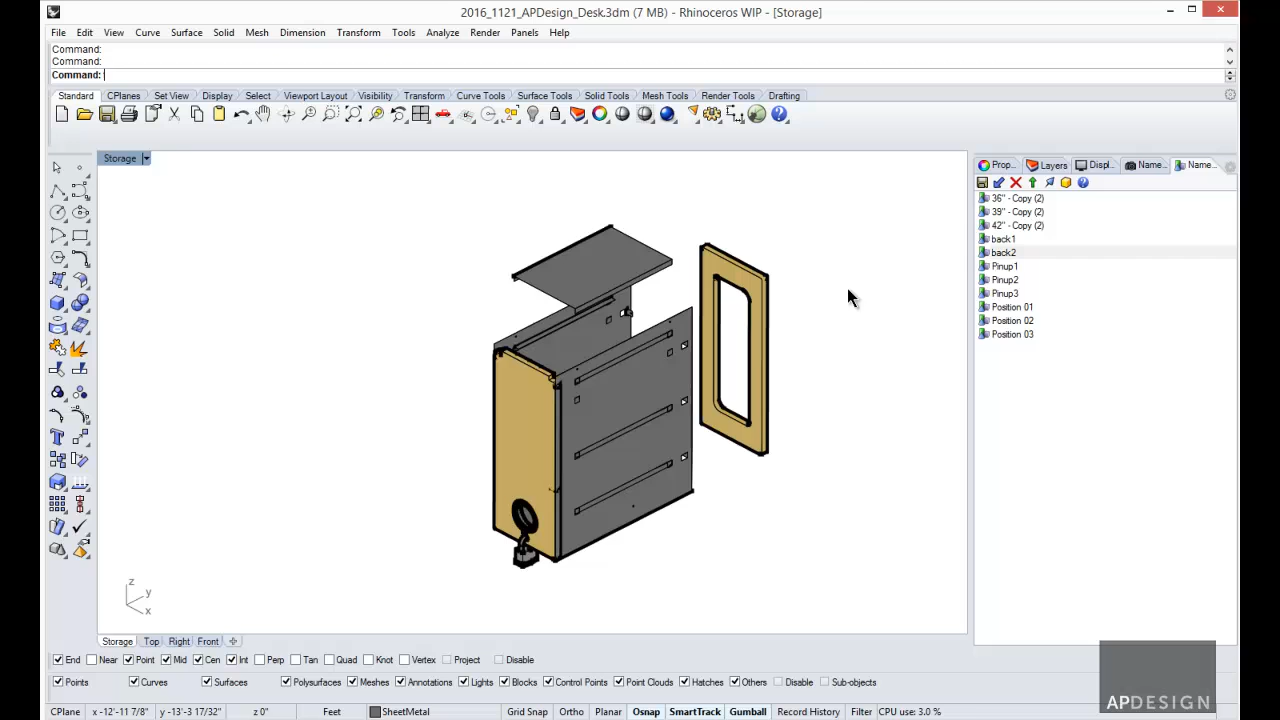 2016_1121_APDesign_Desk.3dm (7 MB) - Rhinoceros WIP - [Storage]
File Edit View Curve Surface Solid Mesh Dimension Transform Tools Analyze Render Panels Help
Command:
Command:
Command:
Standard CPlanes Set View Display Select Viewport Layout Visibility Transform Curve Tools Surface Tools Solid Tools Mesh Tools Render Tools Drafting
Storage
Prop... Layers Displ... Name... Name...
36" - Copy (2)
39" - Copy (2)
42" - Copy (2)
back1
back2
Pinup1
Pinup2
Pinup3
Position 01
Position 02
Position 03
z
y
x
Storage Top Right Front
End Near Point Mid Cen Int Perp Tan Quad Knot Vertex Project Disable
Points Curves Surfaces Polysurfaces Meshes Annotations Lights Blocks Control Points Point Clouds Hatches Others Disable Sub-objects
APDESIGN
CPlane x -12'-11 7/8" y -13'-3 17/32" z 0" Feet SheetMetal Grid Snap Ortho Planar Osnap SmartTrack Gumball Record History Filter CPU use: 3.0 %